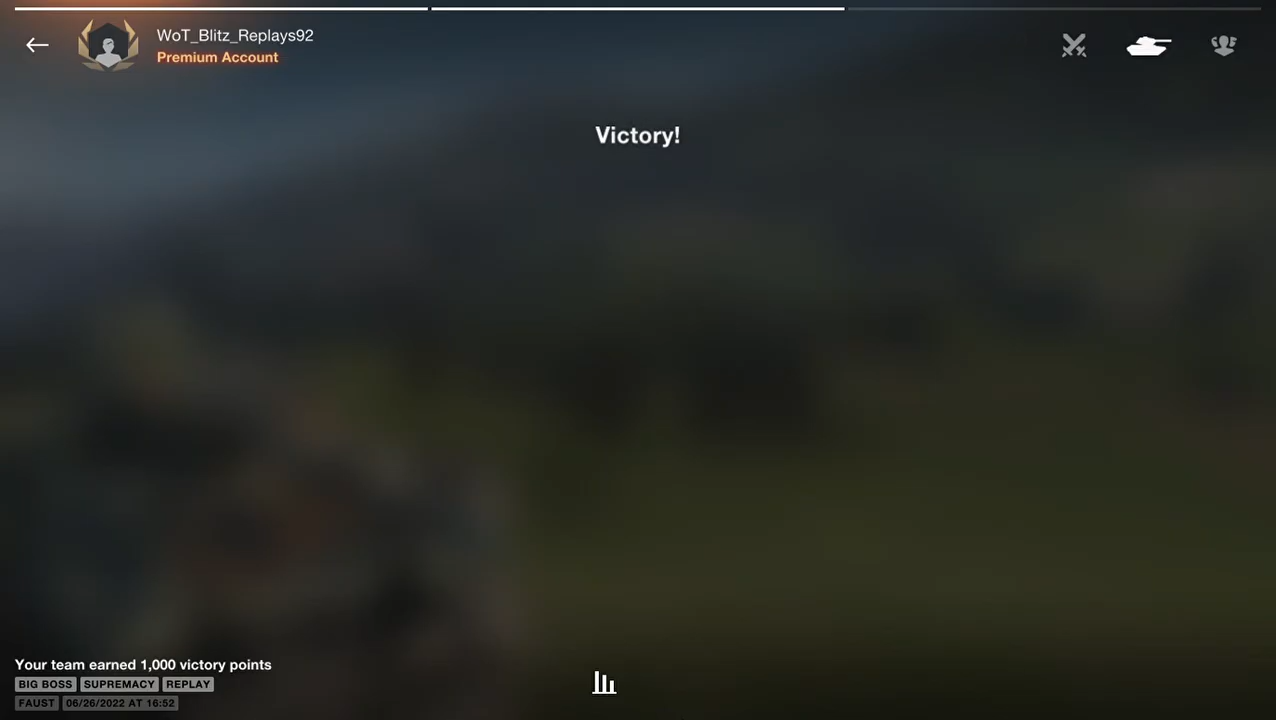 WoT_Blitz_Replays92
Premium Account
Victory!
Your team earned 1,000 victory points
BIG BOSS SUPREMACY REPLAY
FAUST 06/26/2022 AT 16:52